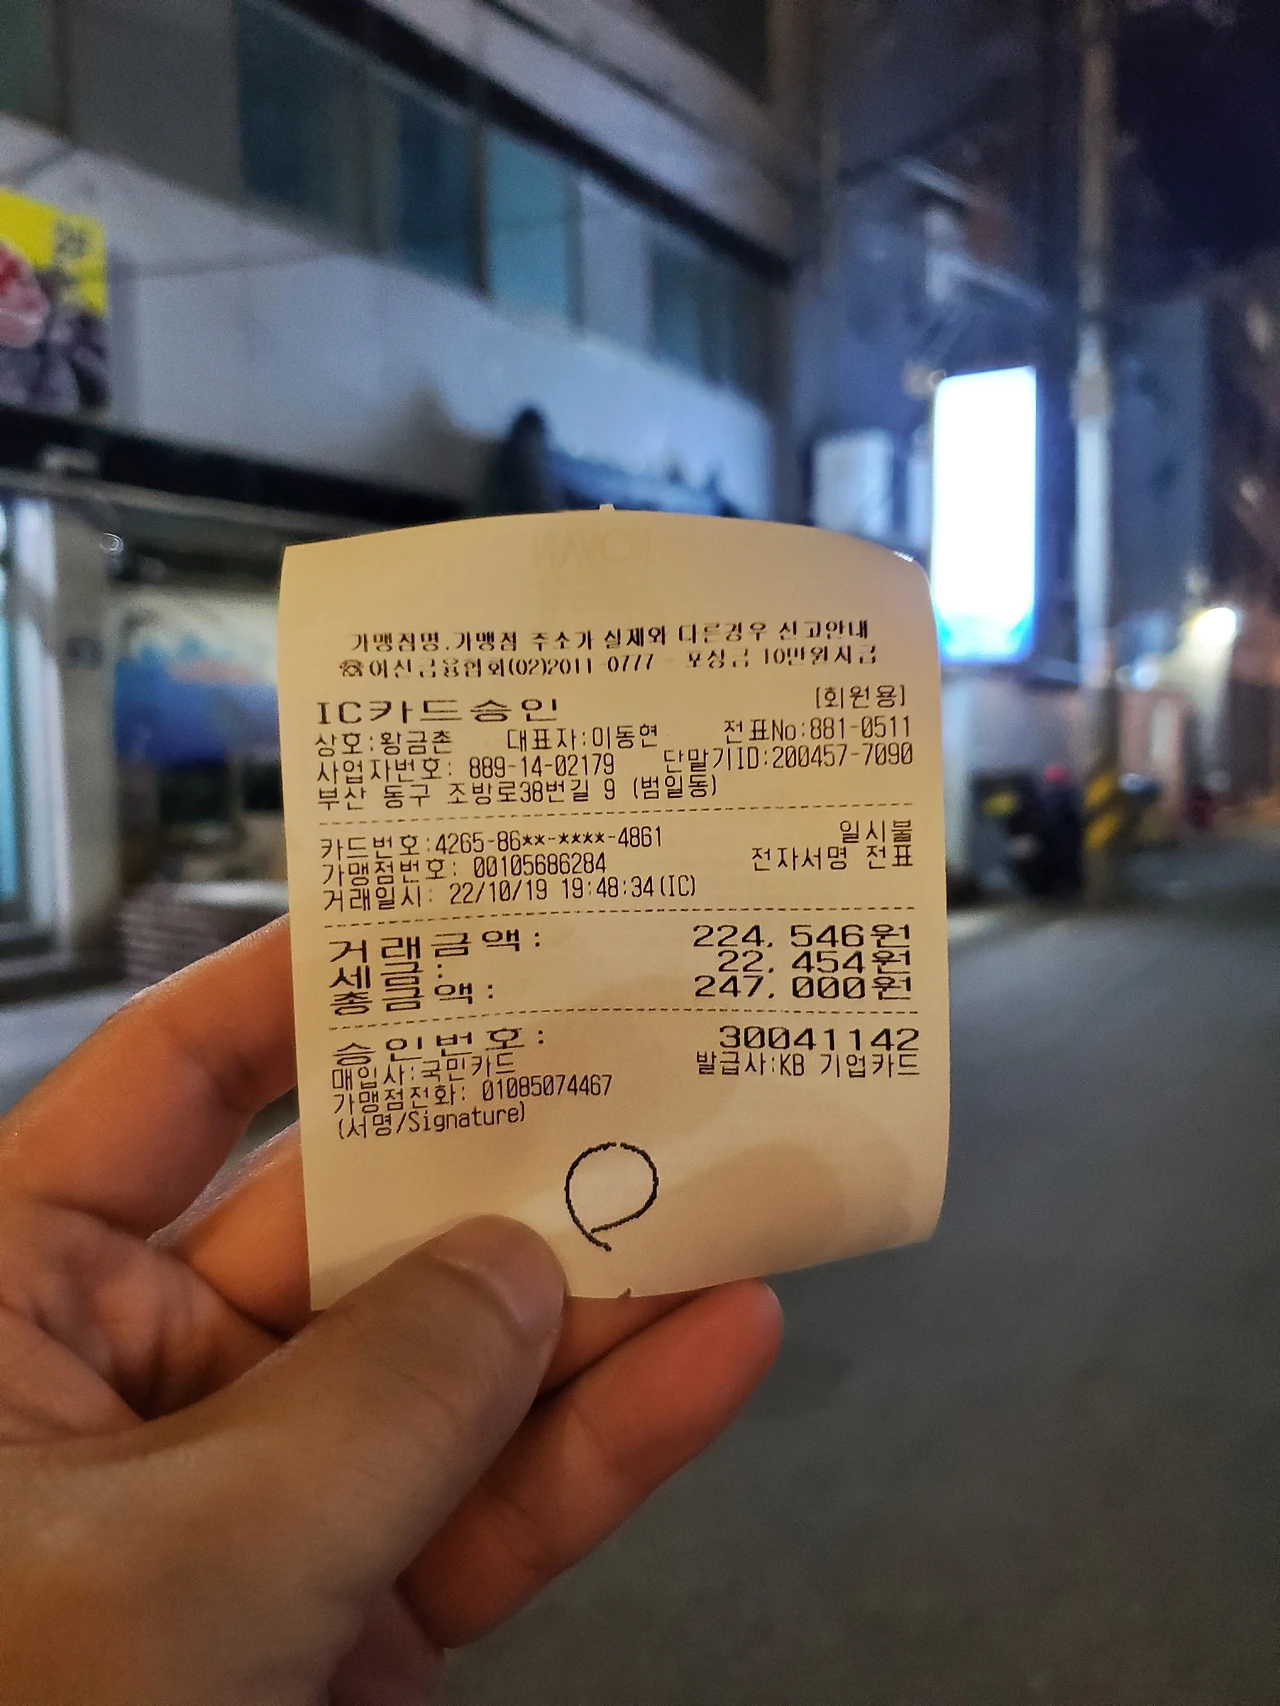 가맹점명.가맹점 주소가 실제와 다른경우 신고안내
☎여신금융협회(02)2011-0777 - 포상금 10만원지급
IC카드승인 [회원용]
상호:황금촌 대표자:이동현 전표No:881-0511
사업자번호: 889-14-02179 단말기ID:200457-7090
부산 동구 조방로38번길 9 (범일동)
카드번호:4265-86**-****-4861 일시불
가맹점번호: 00105686284 전자서명 전표
거래일시: 22/10/19 19:48:34(IC)
거래금액: 224,546원
세금: 22,454원
총금액: 247,000원
승인번호: 30041142
매입사:국민카드 발급사:KB 기업카드
가맹점전화: 01085074467
(서명/Signature)